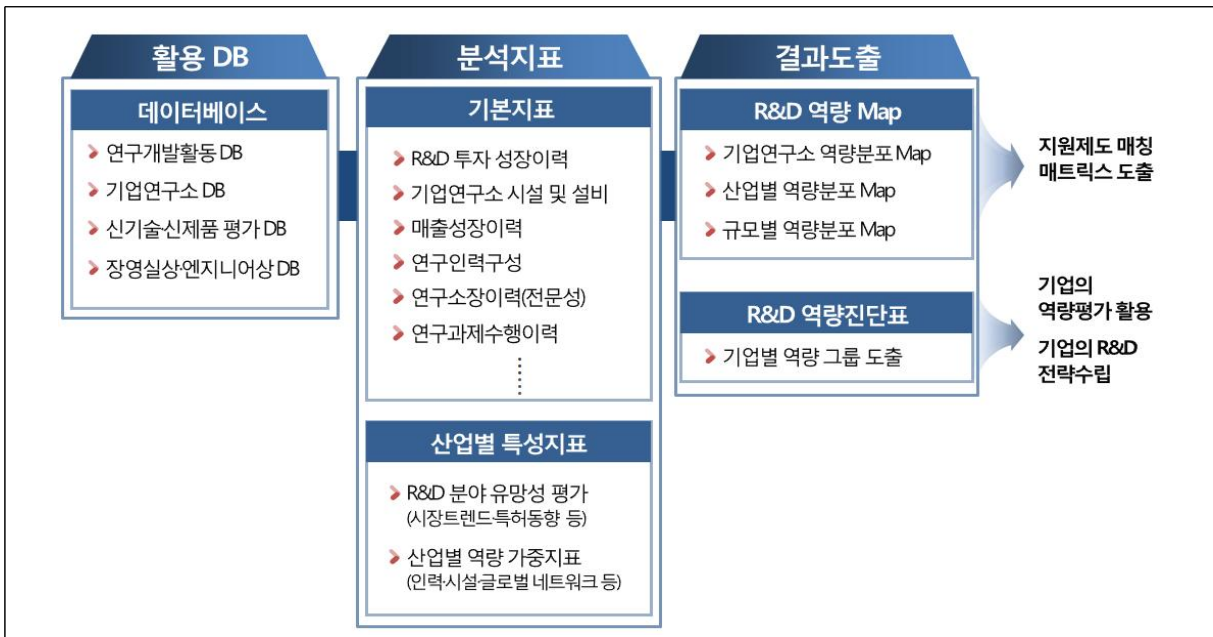 활용 DB
데이터베이스
연구개발활동 DB
기업연구소 DB
신기술·신제품 평가 DB
장영실상·엔지니어상 DB
분석지표
기본지표
R&D 투자 성장이력
기업연구소 시설 및 설비
매출성장이력
연구인력구성
연구소장이력(전문성)
연구과제수행이력
산업별 특성지표
R&D 분야 유망성 평가
(시장트렌드·특허동향 등)
산업별 역량 가중지표
(인력·시설·글로벌 네트워크 등)
결과도출
R&D 역량 Map
기업연구소 역량분포 Map
산업별 역량분포 Map
규모별 역량분포 Map
R&D 역량진단표
기업별 역량 그룹 도출
지원제도 매칭
매트릭스 도출
기업의
역량평가 활용
기업의 R&D
전략수립